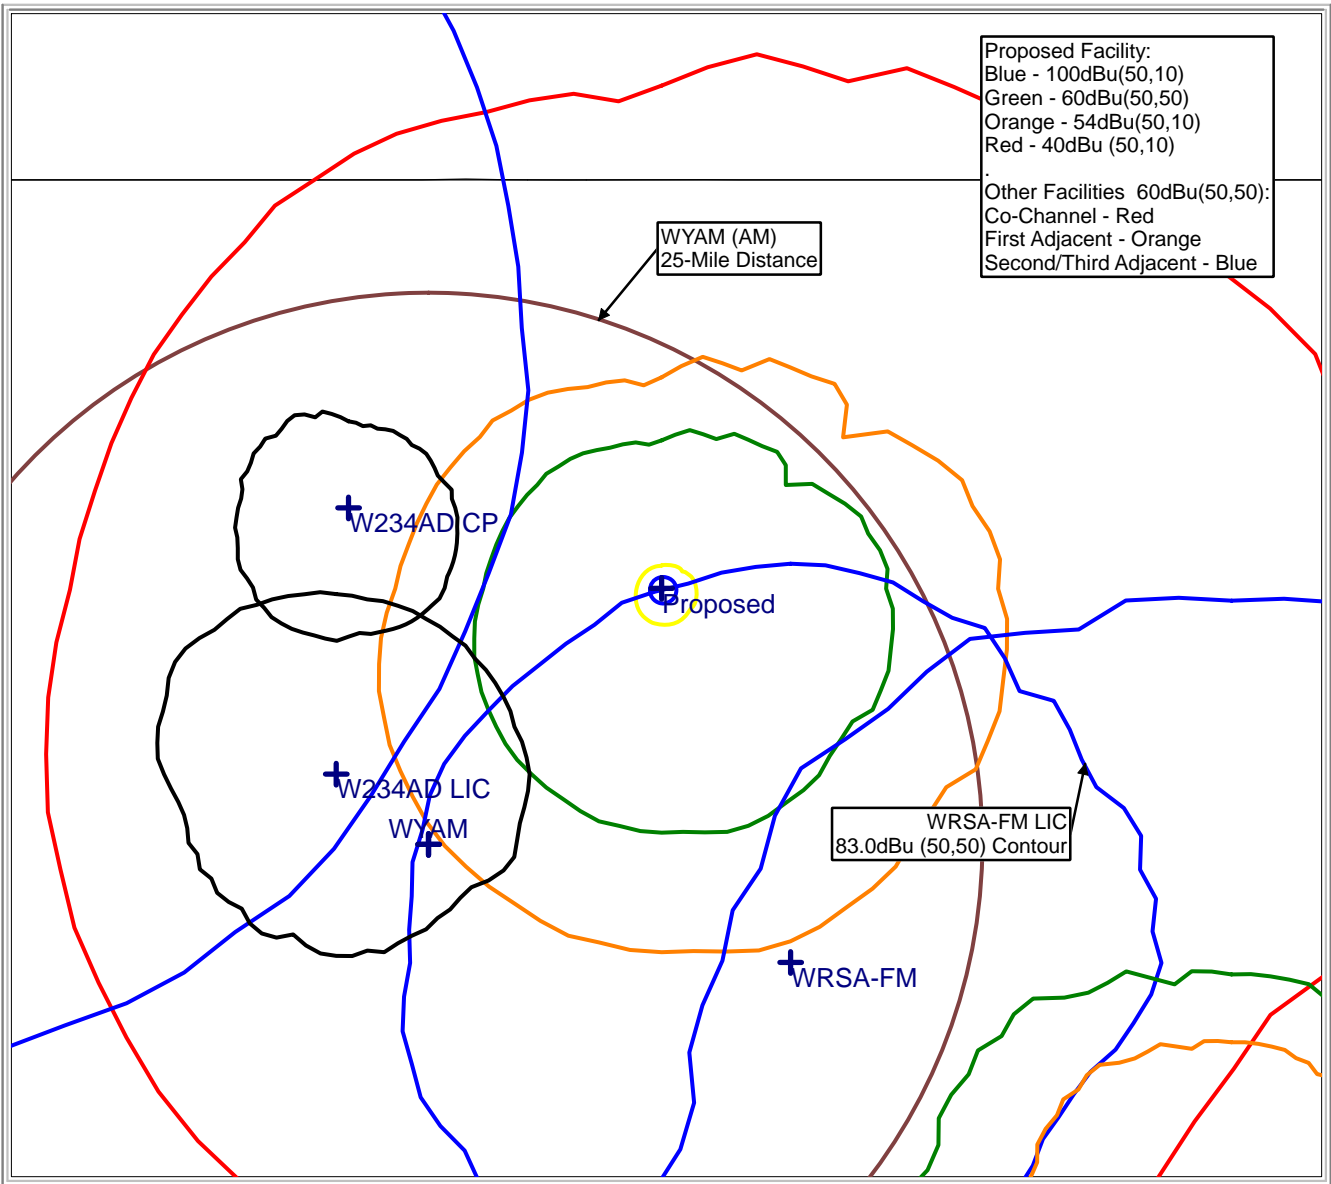 Proposed Facility:
Blue - 100dBu(50,10)
Green - 60dBu(50,50)
Orange - 54dBu(50,10)
Red - 40dBu (50,10)
.
Other Facilities  60dBu(50,50):
Co-Channel - Red
First Adjacent - Orange
Second/Third Adjacent - Blue
WYAM (AM)
25-Mile Distance
W234AD CP
Proposed
W234AD LIC
WYAM
WRSA-FM LIC
83.0dBu (50,50) Contour
WRSA-FM